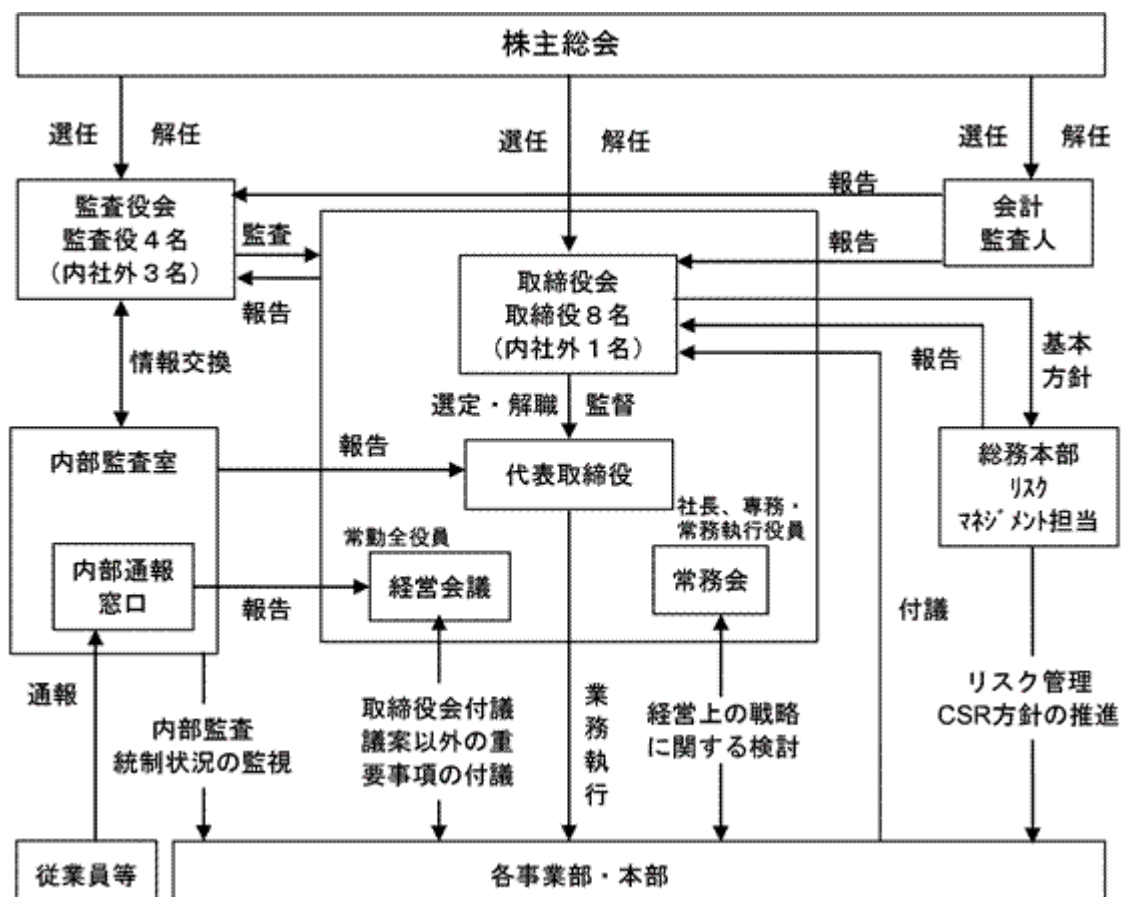 株主総会
選任
解任
選任
解任
選任
解任
監査役会
監査役4名
(内社外3名)
監査
報告
報告
報告
会計
監査人
取締役会
取締役8名
(内社外1名)
情報交換
報告
基本
方針
選定・解職
監督
内部監査室
報告
代表取締役
総務本部
リスク
マネジメント担当
社長、専務・
常務執行役員
常勤全役員
内部通報
窓口
報告
経営会議
常務会
付議
通報
内部監査
統制状況の監視
取締役会付議
議案以外の重
要事項の付議
業
務
執
行
経営上の戦略
に関する検討
リスク管理
CSR方針の推進
従業員等
各事業部・本部